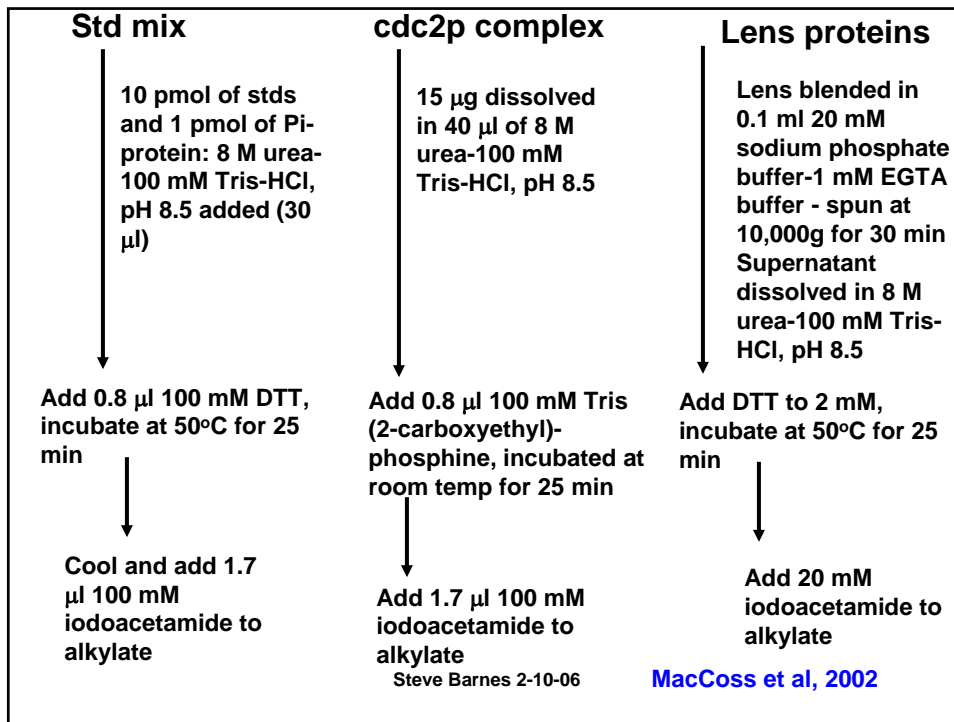 Std mix
10 pmol of stds
and 1 pmol of Pi-
protein: 8 M urea-
100 mM Tris-HCl,
pH 8.5 added (30
μl)
Add 0.8 μl 100 mM DTT,
incubate at 50oC for 25
min
Cool and add 1.7
μl 100 mM
iodoacetamide to
alkylate
cdc2p complex
15 μg dissolved
in 40 μl of 8 M
urea-100 mM
Tris-HCl, pH 8.5
Add 0.8 μl 100 mM Tris
(2-carboxyethyl)-
phosphine, incubated at
room temp for 25 min
Add 1.7 μl 100 mM
iodoacetamide to
alkylate
Lens proteins
Lens blended in
0.1 ml 20 mM
sodium phosphate
buffer-1 mM EGTA
buffer - spun at
10,000g for 30 min
Supernatant
dissolved in 8 M
urea-100 mM Tris-
HCl, pH 8.5
Add DTT to 2 mM,
incubate at 50oC for 25
min
Add 20 mM
iodoacetamide to
alkylate
Steve Barnes 2-10-06
MacCoss et al, 2002